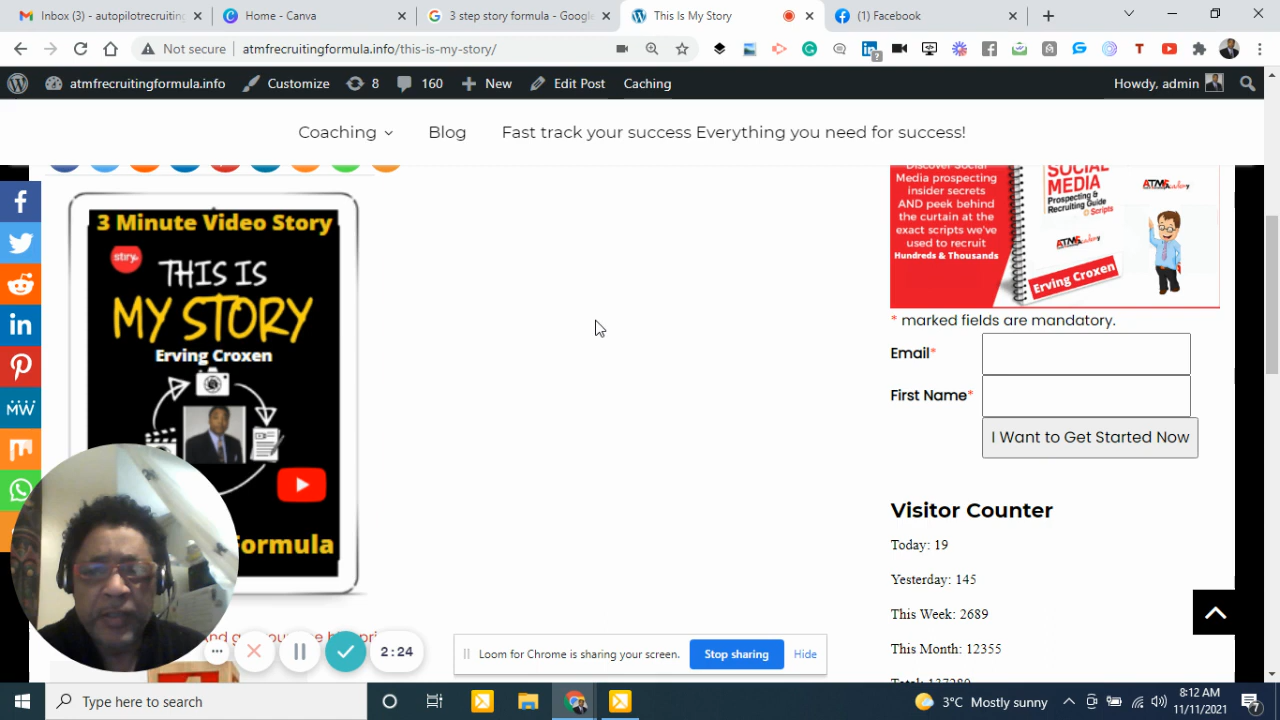 Inbox (3) - autopilotrecruiting
Home - Canva
3 step story formula - Google
This Is My Story
(1) Facebook
Not secure
atmfrecruitingformula.info/this-is-my-story/
atmfrecruitingformula.info
Customize
8
160
New
Edit Post
Caching
Howdy, admin
Coaching
Blog
Fast track your success Everything you need for success!
3 Minute Video Story
stry.
THIS IS
MY STORY
Erving Croxen
ormula
Discover Social
Media prospecting
insider secrets
AND peek behind
the curtain at the
exact scripts we've
used to recruit
Hundreds & Thousands
SOCIAL
MEDIA
Prospecting &
Recruiting Guide
+ Scripts
ATMAcademy
ATMAcademy
Erving Croxen
* marked fields are mandatory.
Email*
First Name*
I Want to Get Started Now
Visitor Counter
Today: 19
Yesterday: 145
This Week: 2689
This Month: 12355
2:24
Loom for Chrome is sharing your screen.
Stop sharing
Hide
Type here to search
3°C Mostly sunny
8:12 AM
11/11/2021
7